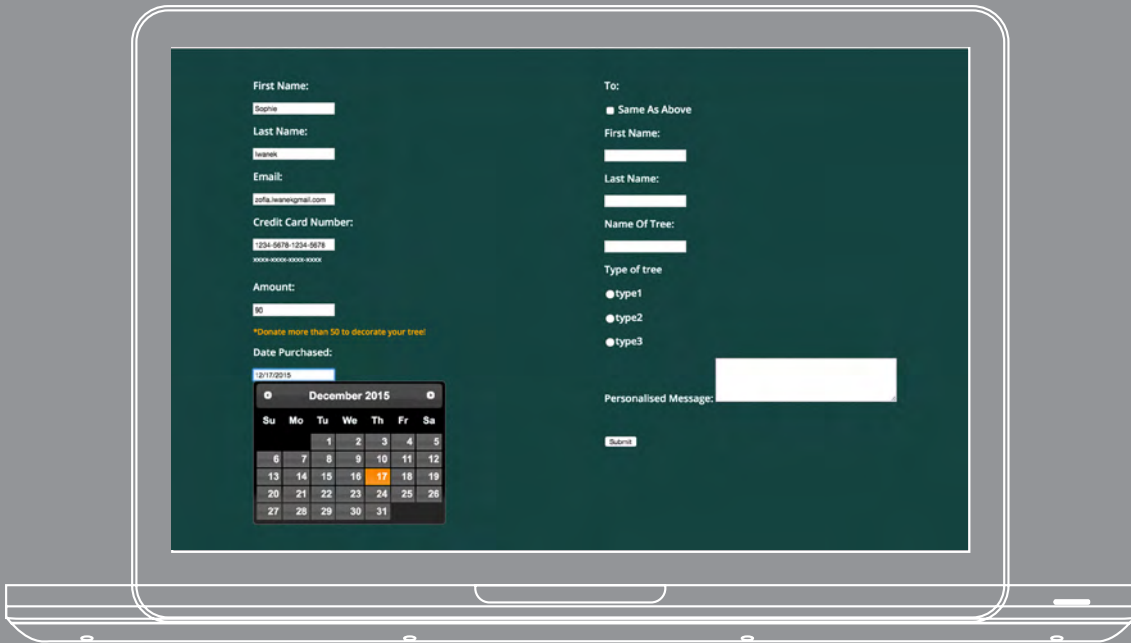 First Name:
Sophie
Last Name:
Iwanek
Email:
zofia.iwanekgmail.com
Credit Card Number:
1234-5678-1234-5678
xxxx-xxxx-xxxx-xxxx
Amount:
90
*Donate more than 50 to decorate your tree!
Date Purchased:
12/17/2015
December 2015
Su Mo Tu We Th Fr Sa
1 2 3 4 5
6 7 8 9 10 11 12
13 14 15 16 17 18 19
20 21 22 23 24 25 26
27 28 29 30 31
To:
Same As Above
First Name:
Last Name:
Name Of Tree:
Type of tree
type1
type2
type3
Personalised Message:
Submit